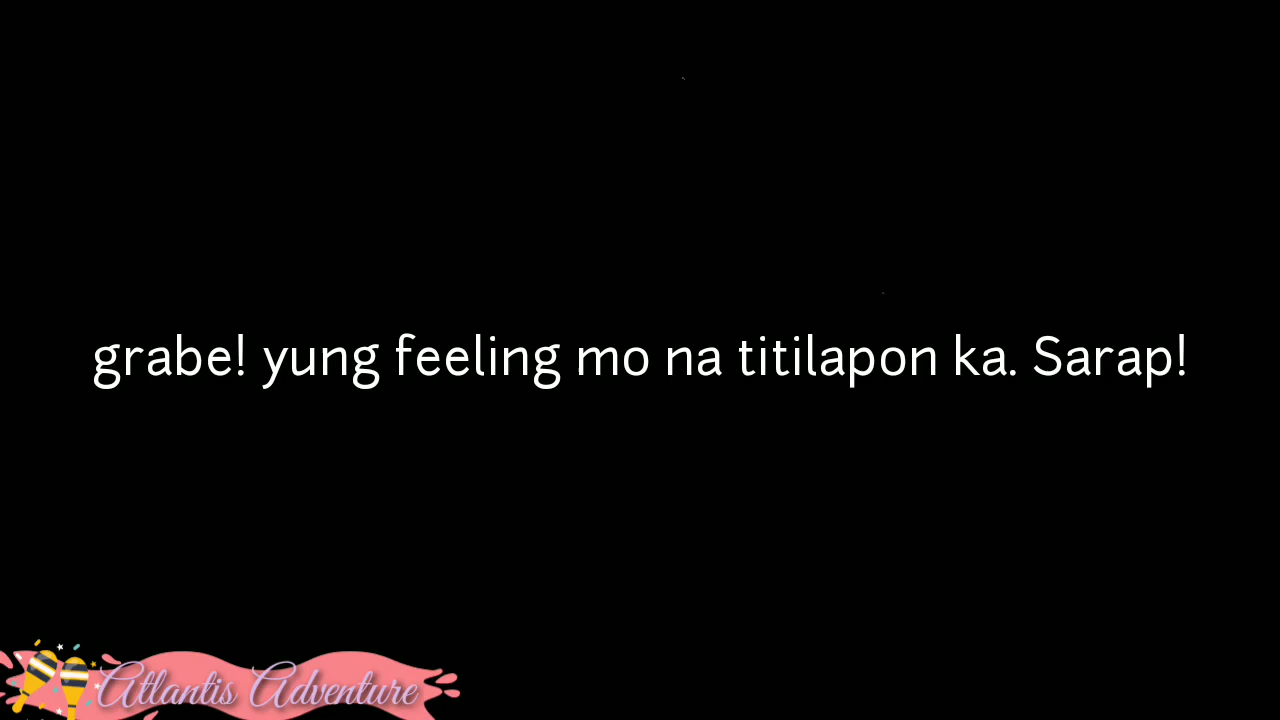 grabe! yung feeling mo na titilapon ka. Sarap!
Atlantis Adventure